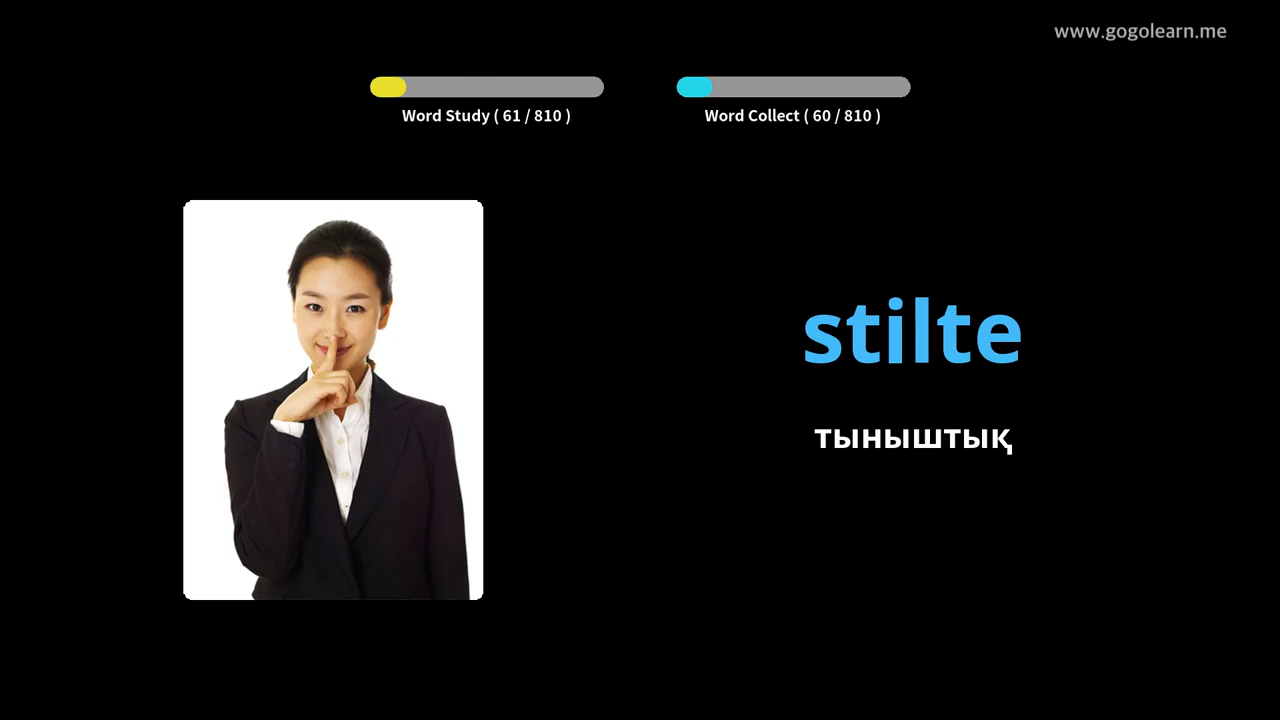 www.gogolearn.me
Word Study ( 61 / 810 )
Word Collect ( 60 / 810 )
stilte
тыныштық